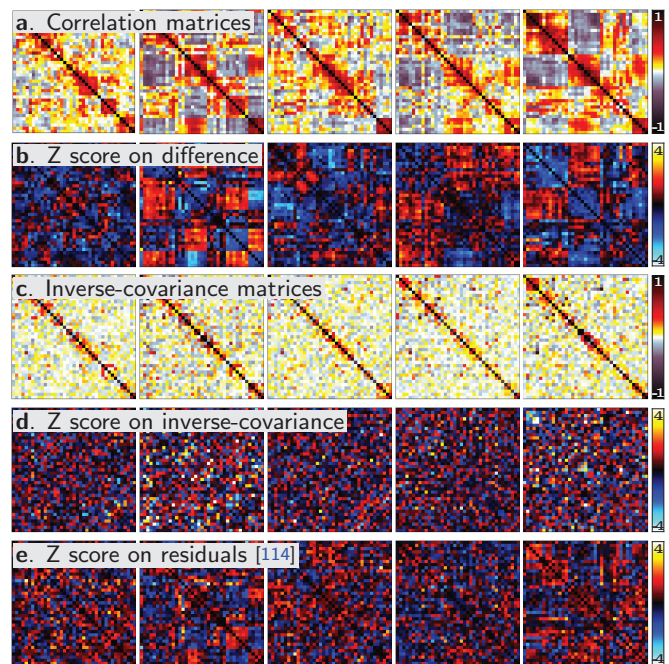 a. Correlation matrices
1
-1
b. Z score on difference
4
-4
c. Inverse-covariance matrices
1
-1
d. Z score on inverse-covariance
4
-4
e. Z score on residuals [114]
4
-4